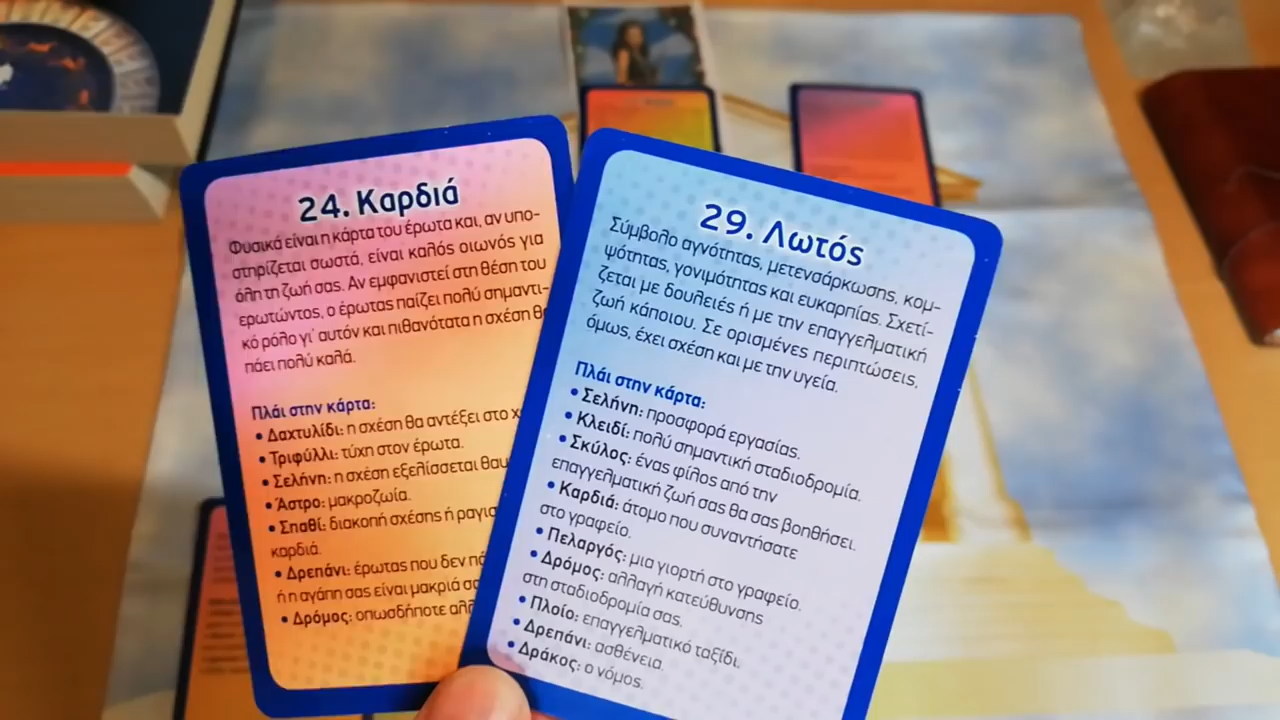 24. Καρδιά
Φυσικά είναι η κάρτα του έρωτα και, αν υπο-
στηρίζεται σωστά, είναι καλός οιωνός για
όλη τη ζωή σας. Αν εμφανιστεί στη θέση του
ερωτώντος, ο έρωτας παίζει πολύ σημαντι-
κό ρόλο γι' αυτόν και πιθανότατα η σχέση
πάει πολύ καλά.
Πλάι στην κάρτα:
• Δαχτυλίδι: η σχέση θα αντέξει στο
• Τριφύλλι: τύχη στον έρωτα.
• Σελήνη: η σχέση εξελίσσεται
• Άστρο: μακροζωία.
• Σπαθί: διακοπή σχέσης ή
καρδιά.
• Δρεπάνι: έρωτας που δεν
ή η αγάπη σας είναι μακριά
• Δρόμος: οπωσδήποτε
29. Λωτός
Σύμβολο αγνότητας, μετενσάρκωσης, κομ-
ψότητας, γονιμότητας και ευκαρπίας. Σχετί-
ζεται με δουλειές ή με την επαγγελματική
ζωή κάποιου. Σε ορισμένες περιπτώσεις,
όμως, έχει σχέση και με την υγεία.
Πλάι στην κάρτα:
• Σελήνη: προσφορά εργασίας.
• Κλειδί: πολύ σημαντική σταδιοδρομία.
• Σκύλος: ένας φίλος από την
επαγγελματική ζωή σας θα σας βοηθήσει.
• Καρδιά: άτομο που συναντήσατε
στο γραφείο.
• Πελαργός: μια γιορτή στο γραφείο.
• Δρόμος: αλλαγή κατεύθυνσης
στη σταδιοδρομία σας.
• Πλοίο: επαγγελματικό ταξίδι.
• Δρεπάνι: ασθένεια.
• Δράκος: ο νόμος.